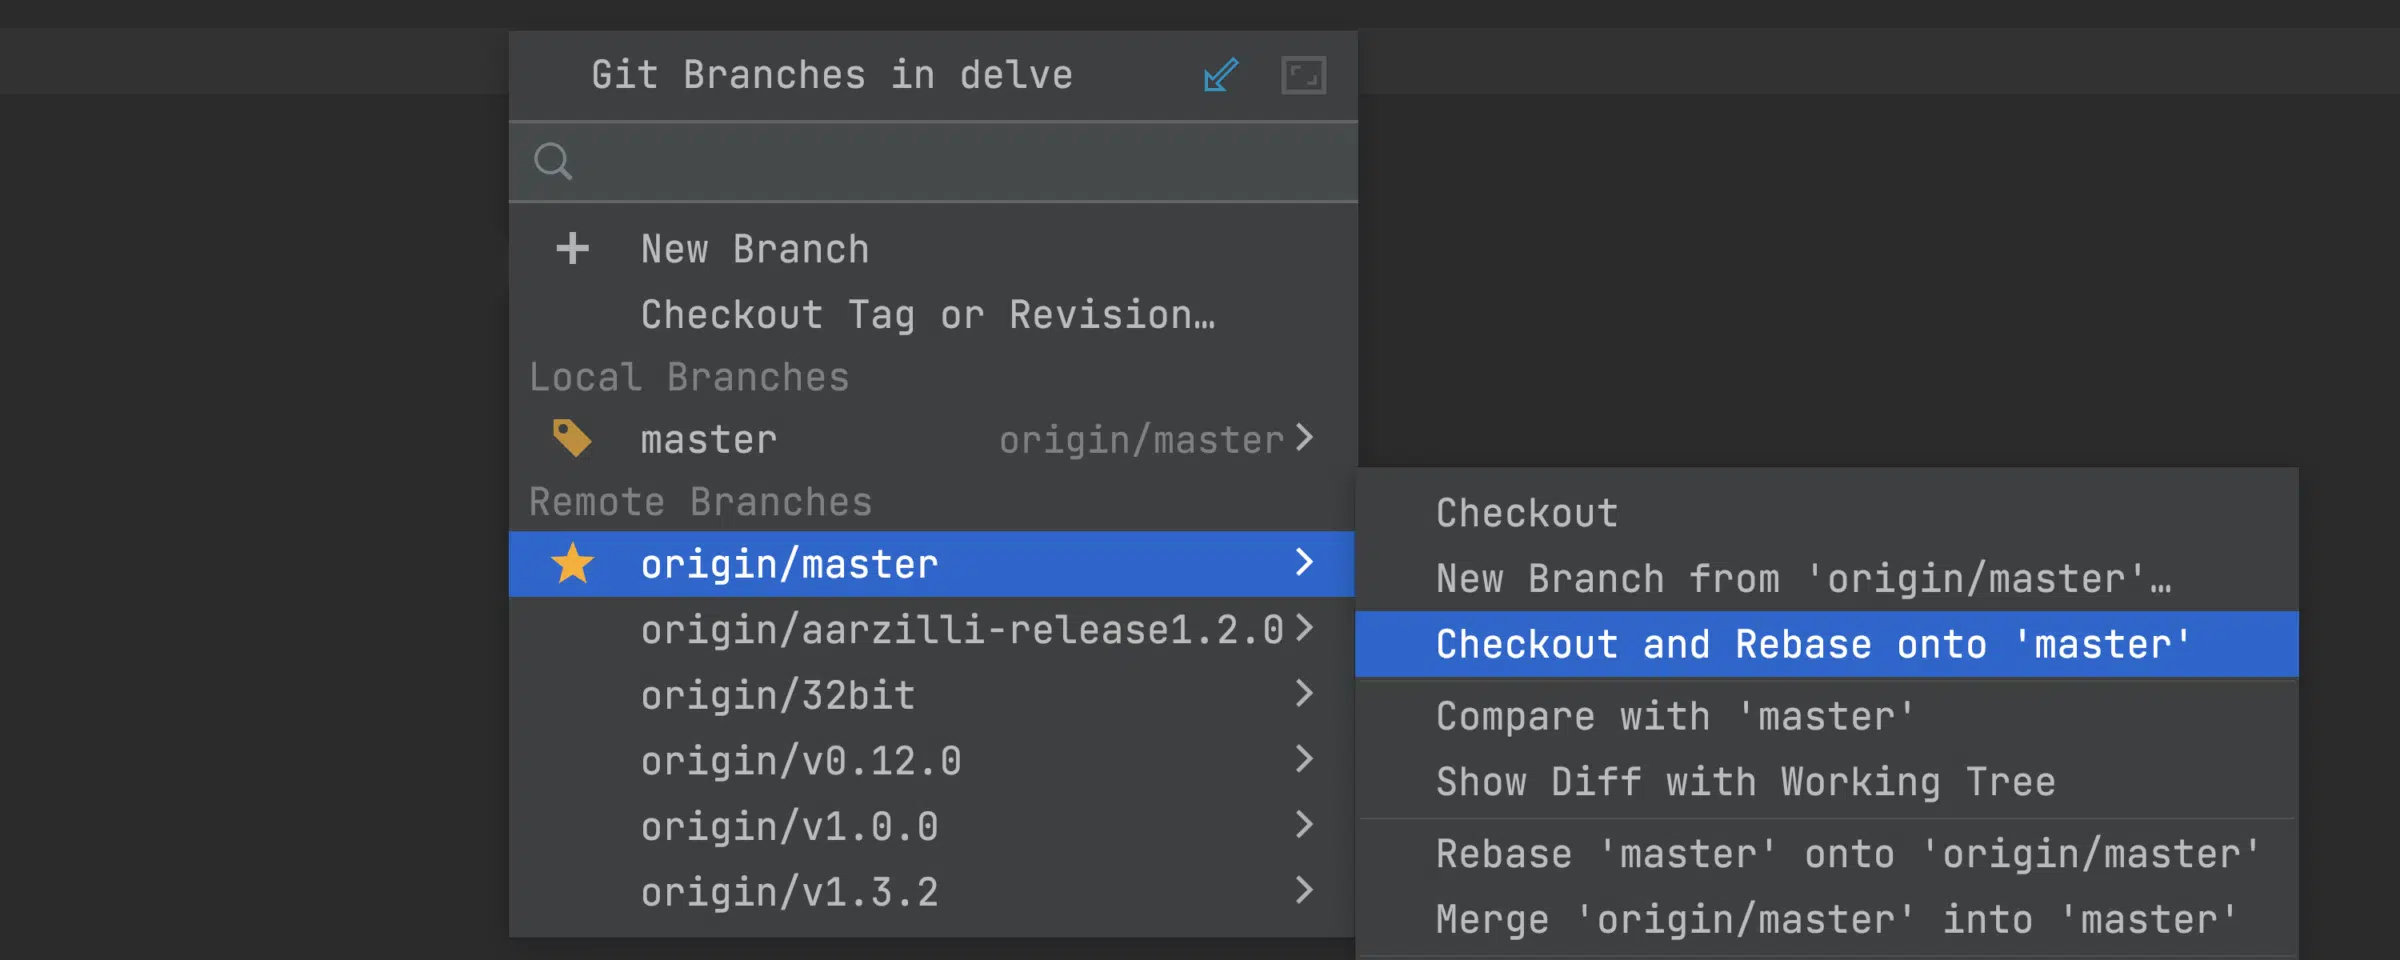 Git Branches in delve
New Branch
Checkout Tag or Revision…
Local Branches
master origin/master
Remote Branches
origin/master
origin/aarzilli-release1.2.0
origin/32bit
origin/v0.12.0
origin/v1.0.0
origin/v1.3.2
Checkout
New Branch from 'origin/master'…
Checkout and Rebase onto 'master'
Compare with 'master'
Show Diff with Working Tree
Rebase 'master' onto 'origin/master'
Merge 'origin/master' into 'master'